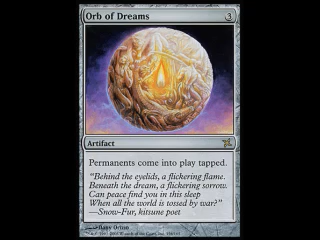 Orb of Dreams 3
Artifact
Permanents come into play tapped.
"Behind the eyelids, a flickering flame.
Beneath the dream, a flickering sorrow.
Can peace find you in this sleep
When all the world is tossed by war?"
—Snow-Fur, kitsune poet